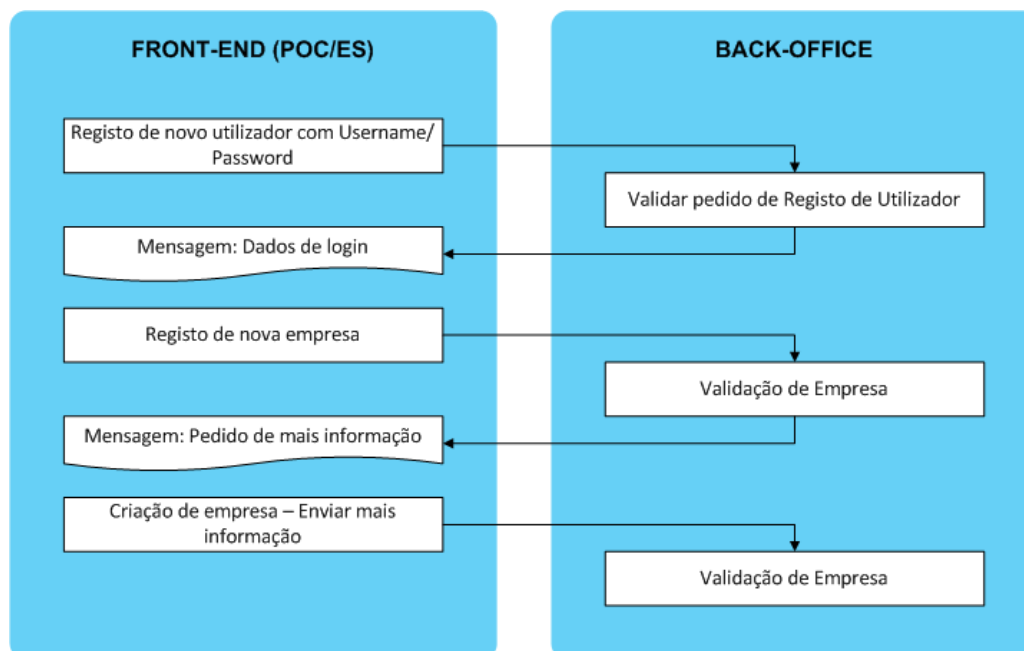 FRONT-END (POC/ES)
BACK-OFFICE
Registo de novo utilizador com Username/
Password
Validar pedido de Registo de Utilizador
Mensagem: Dados de login
Registo de nova empresa
Validação de Empresa
Mensagem: Pedido de mais informação
Criação de empresa – Enviar mais
informação
Validação de Empresa